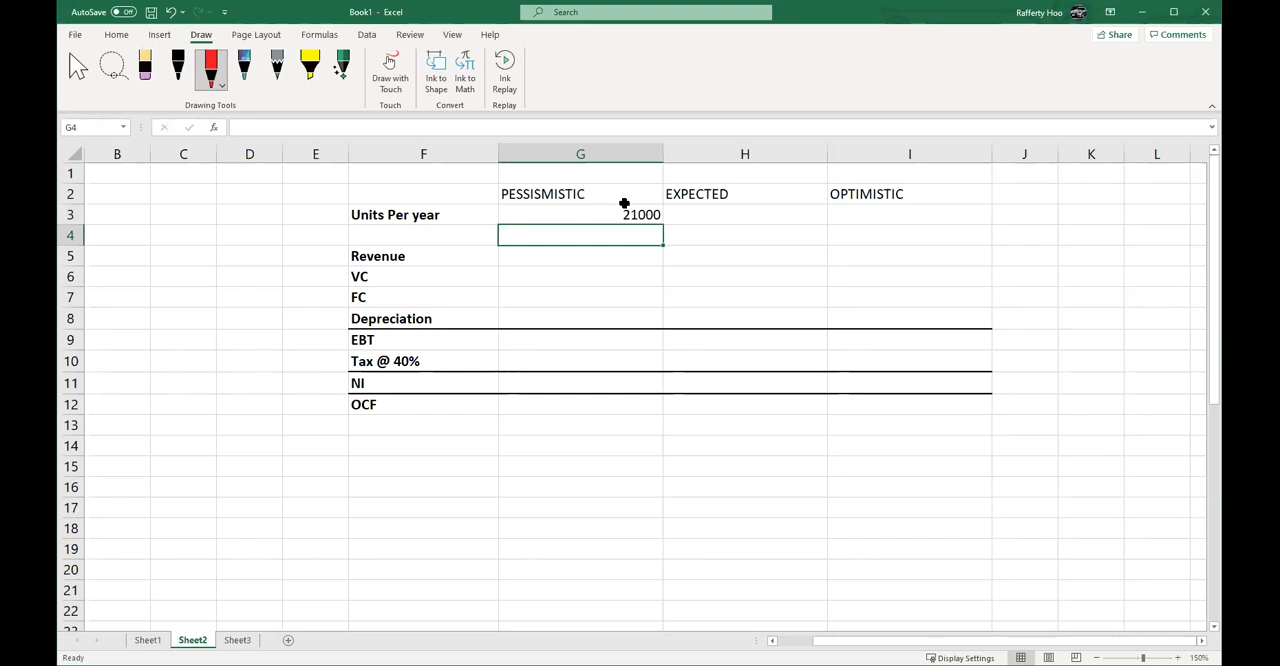 AutoSave Off Book1 - Excel Search Rafferty Hoo
File Home Insert Draw Page Layout Formulas Data Review View Help Share Comments
Draw with Touch Ink to Shape Ink to Math Ink Replay
Drawing Tools Touch Convert Replay
G4 fx
B C D E F G H I J K L
1
2 PESSISMISTIC EXPECTED OPTIMISTIC
3 Units Per year 21000
4
5 Revenue
6 VC
7 FC
8 Depreciation
9 EBT
10 Tax @ 40%
11 NI
12 OCF
13
14
15
16
17
18
19
20
21
22
23
Sheet1 Sheet2 Sheet3
Ready Display Settings 150%